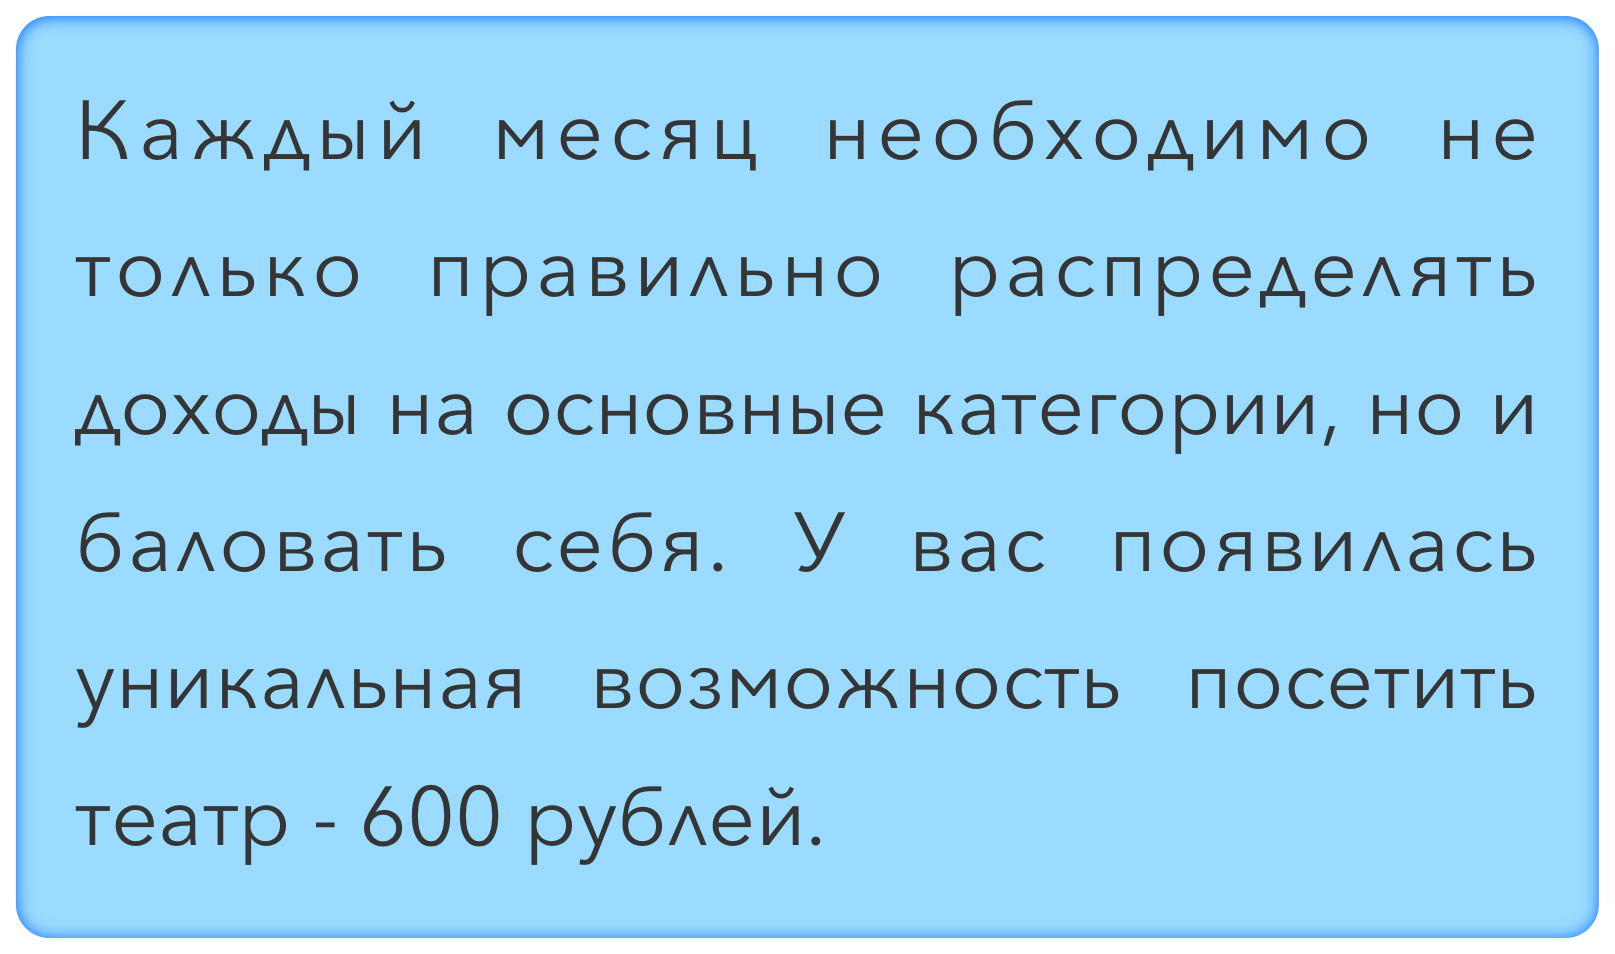 Каждый месяц необходимо не
только правильно распределять
доходы на основные категории, но и
баловать себя. У вас появилась
уникальная возможность посетить
театр - 600 рублей.